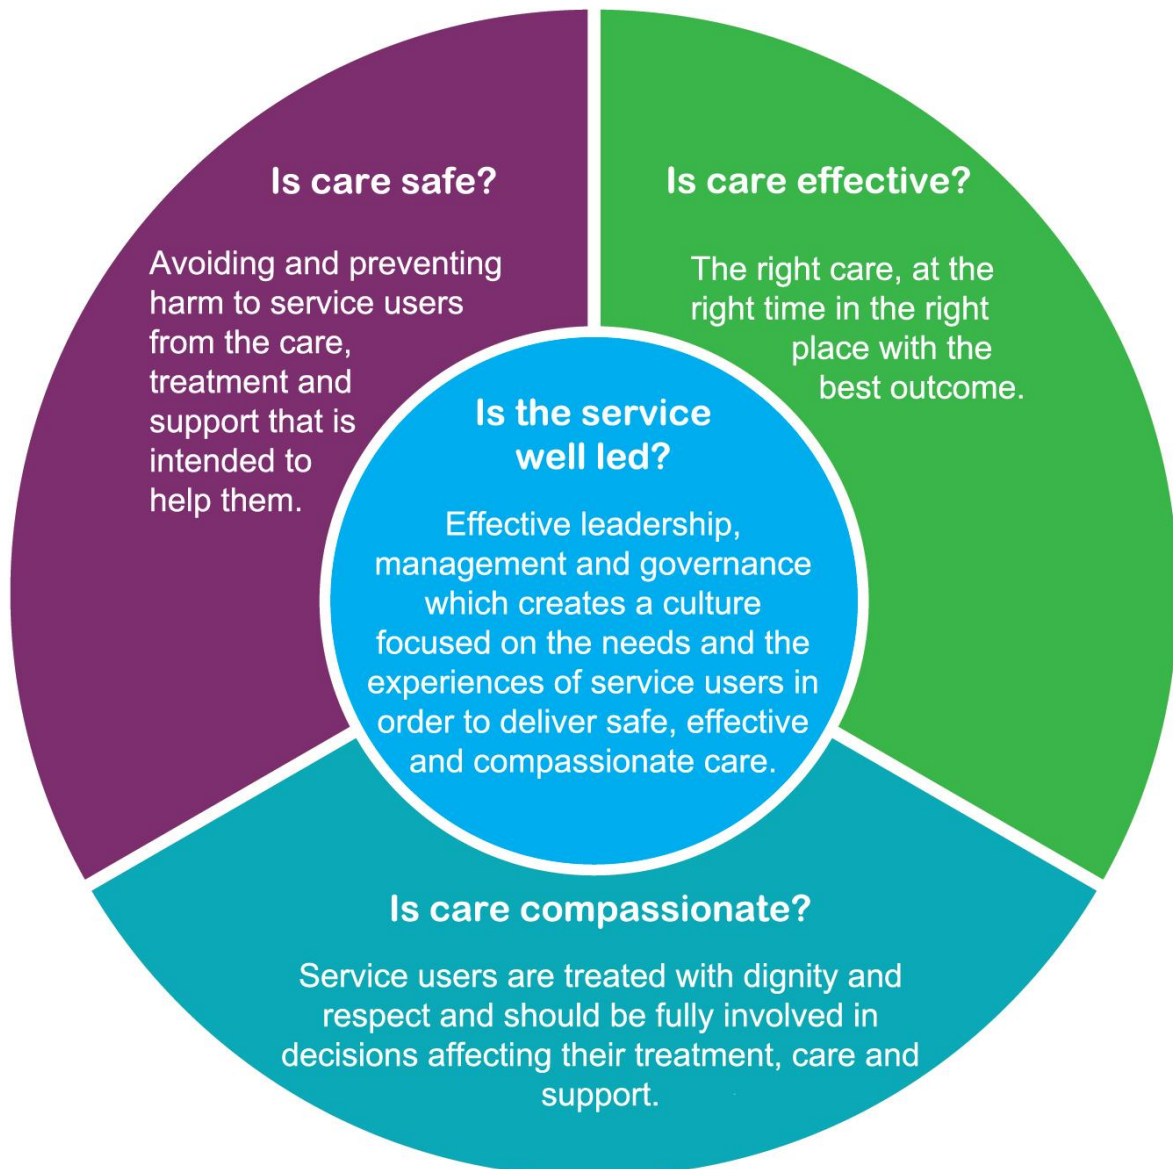 Is care safe?
Avoiding and preventing
harm to service users
from the care,
treatment and
support that is
intended to
help them.
Is care effective?
The right care, at the
right time in the right
place with the
best outcome.
Is the service
well led?
Effective leadership,
management and governance
which creates a culture
focused on the needs and the
experiences of service users in
order to deliver safe, effective
and compassionate care.
Is care compassionate?
Service users are treated with dignity and
respect and should be fully involved in
decisions affecting their treatment, care and
support.